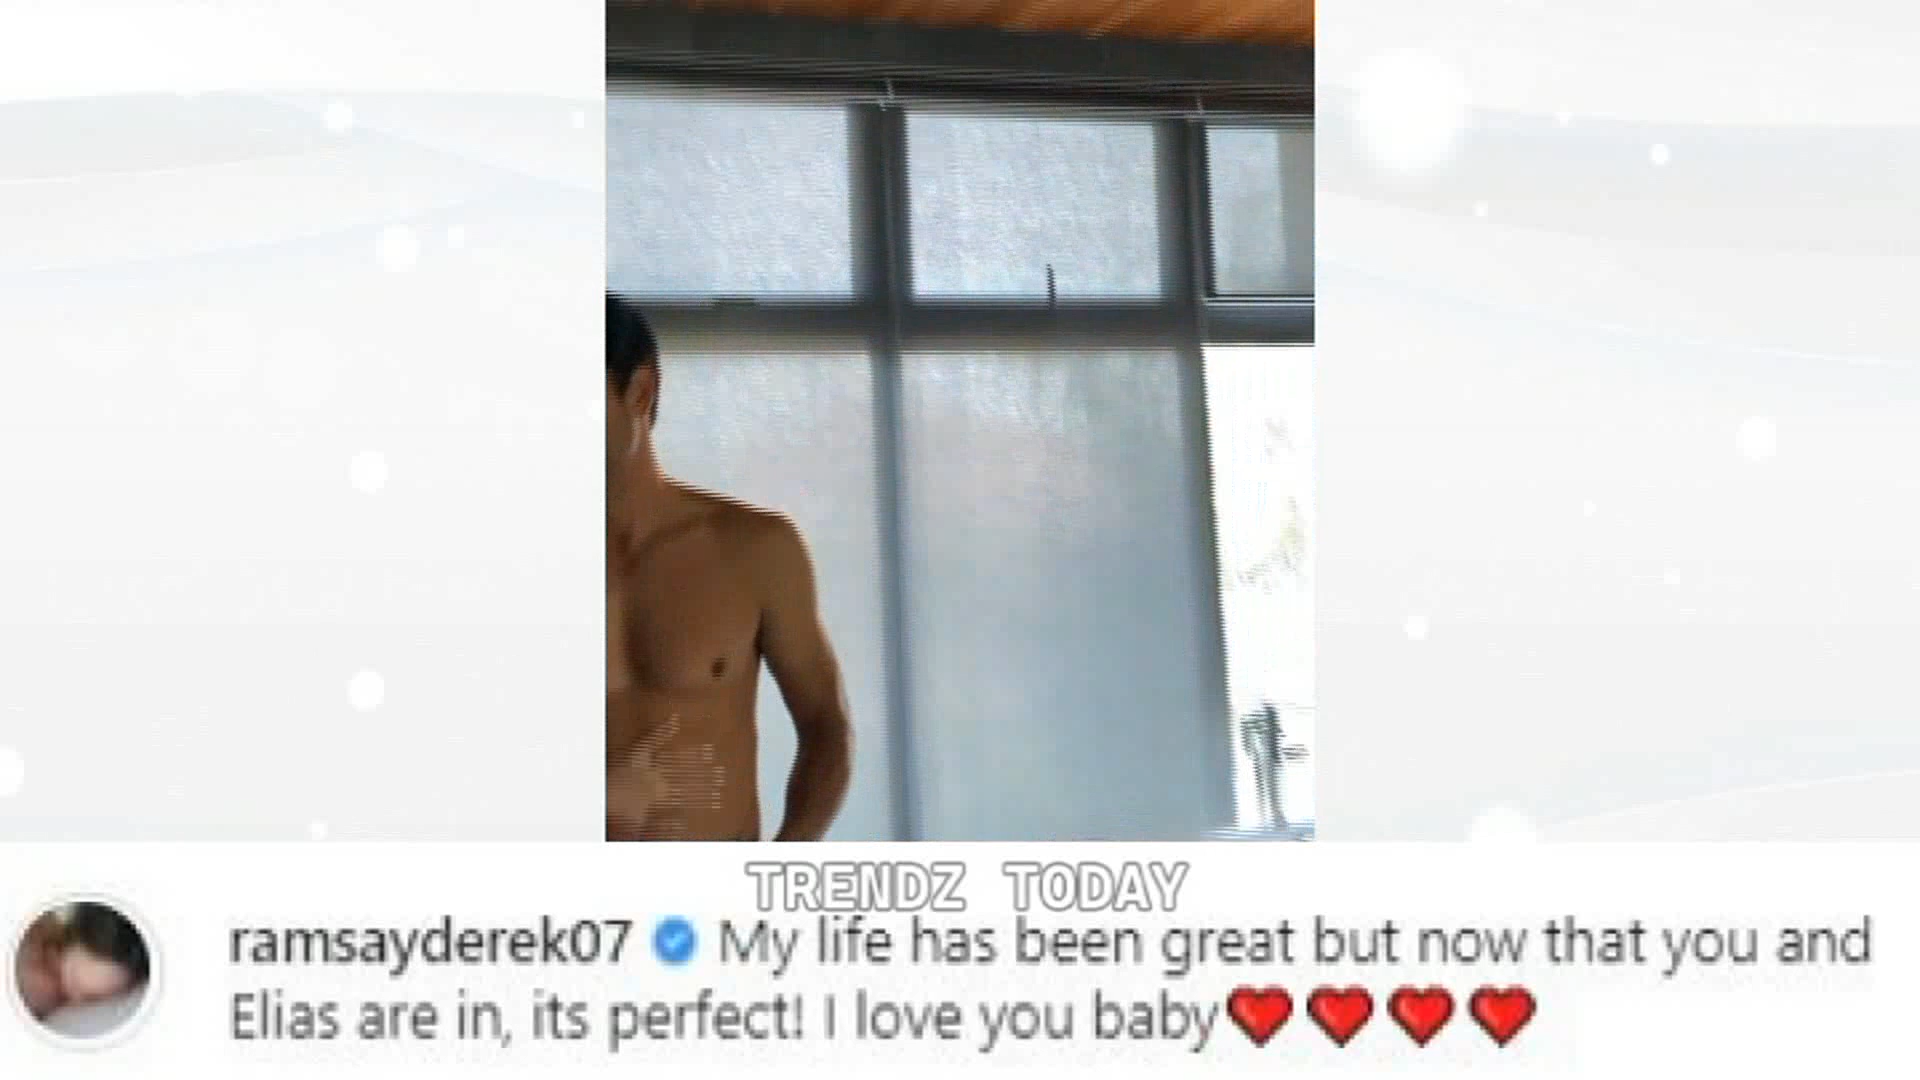 TRENDZ TODAY
ramsayderek07 My life has been great but now that you and
Elias are in, its perfect! I love you baby❤️❤️❤️❤️